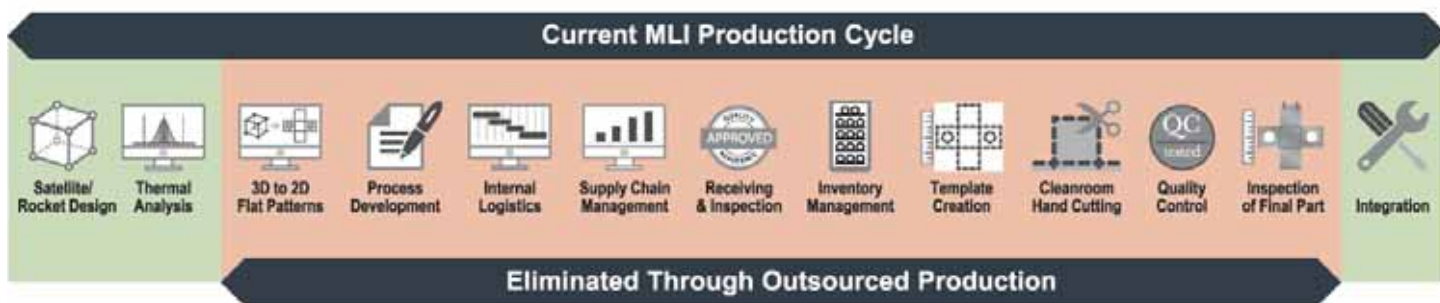 Current MLI Production Cycle
Satellite/
Rocket Design
Thermal
Analysis
3D to 2D
Flat Patterns
Process
Development
Internal
Logistics
Supply Chain
Management
APPROVED
Receiving
& Inspection
Inventory
Management
Template
Creation
Cleanroom
Hand Cutting
QC
tested
Quality
Control
Inspection
of Final Part
Integration
Eliminated Through Outsourced Production